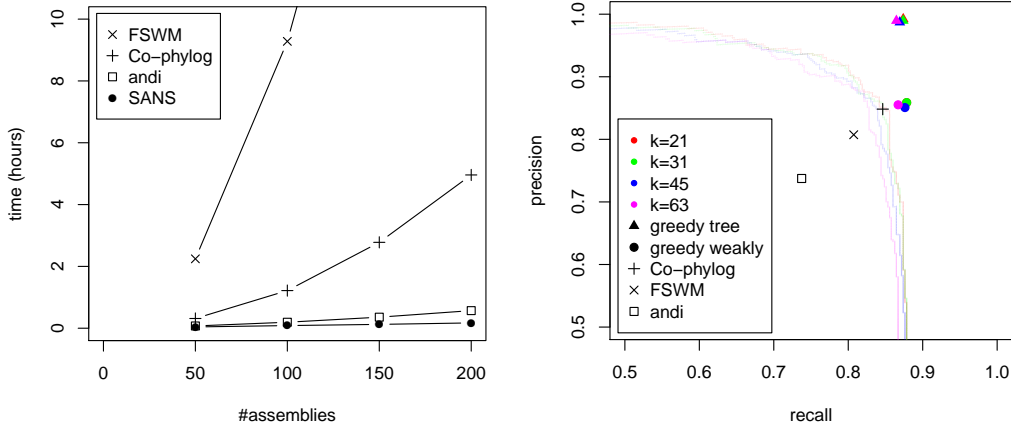 FSWM
Co−phylog
andi
SANS
0 2 4 6 8 10
time (hours)
0 50 100 150 200
#assemblies
k=21
k=31
k=45
k=63
greedy tree
greedy weakly
Co−phylog
FSWM
andi
0.5 0.6 0.7 0.8 0.9 1.0
precision
0.5 0.6 0.7 0.8 0.9 1.0
recall